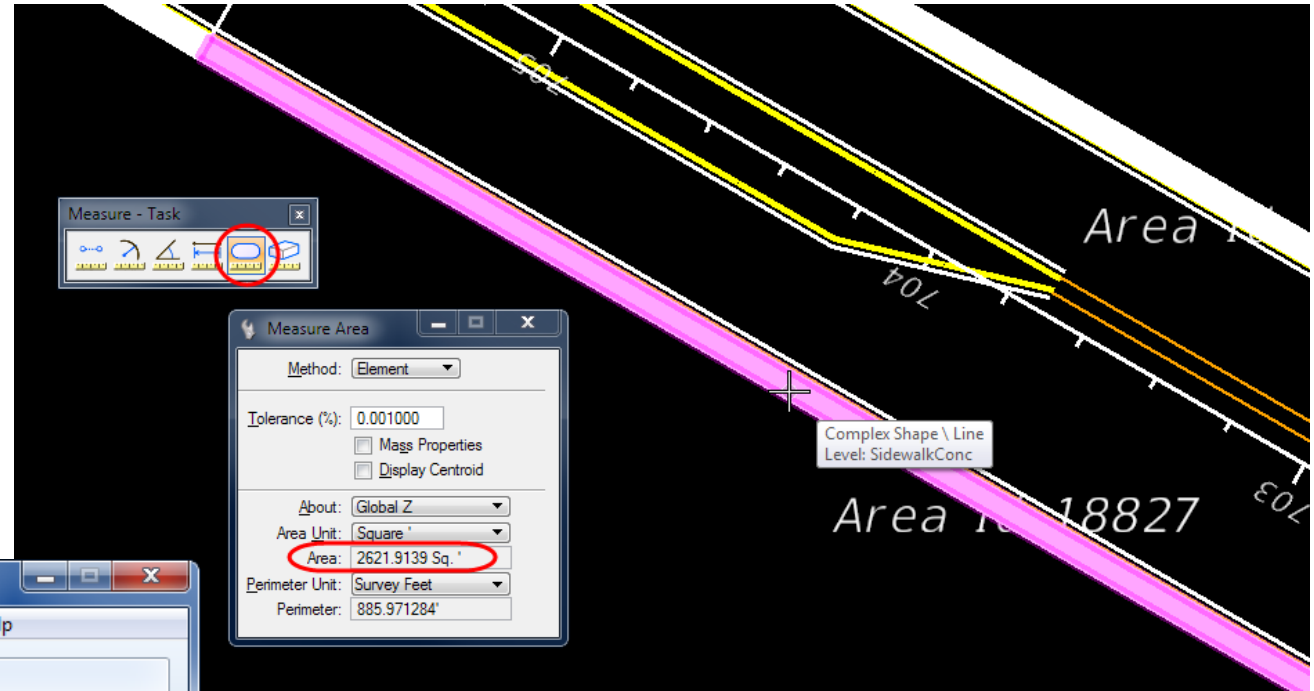 705
Measure - Task
Area
704
Measure Area
Method: Element
Tolerance (%): 0.001000
Mass Properties
Display Centroid
Complex Shape \ Line
Level: SidewalkConc
703
About: Global Z
Area 18827
Area Unit: Square '
Area: 2621.9139 Sq. '
Perimeter Unit: Survey Feet
Perimeter: 885.971284'